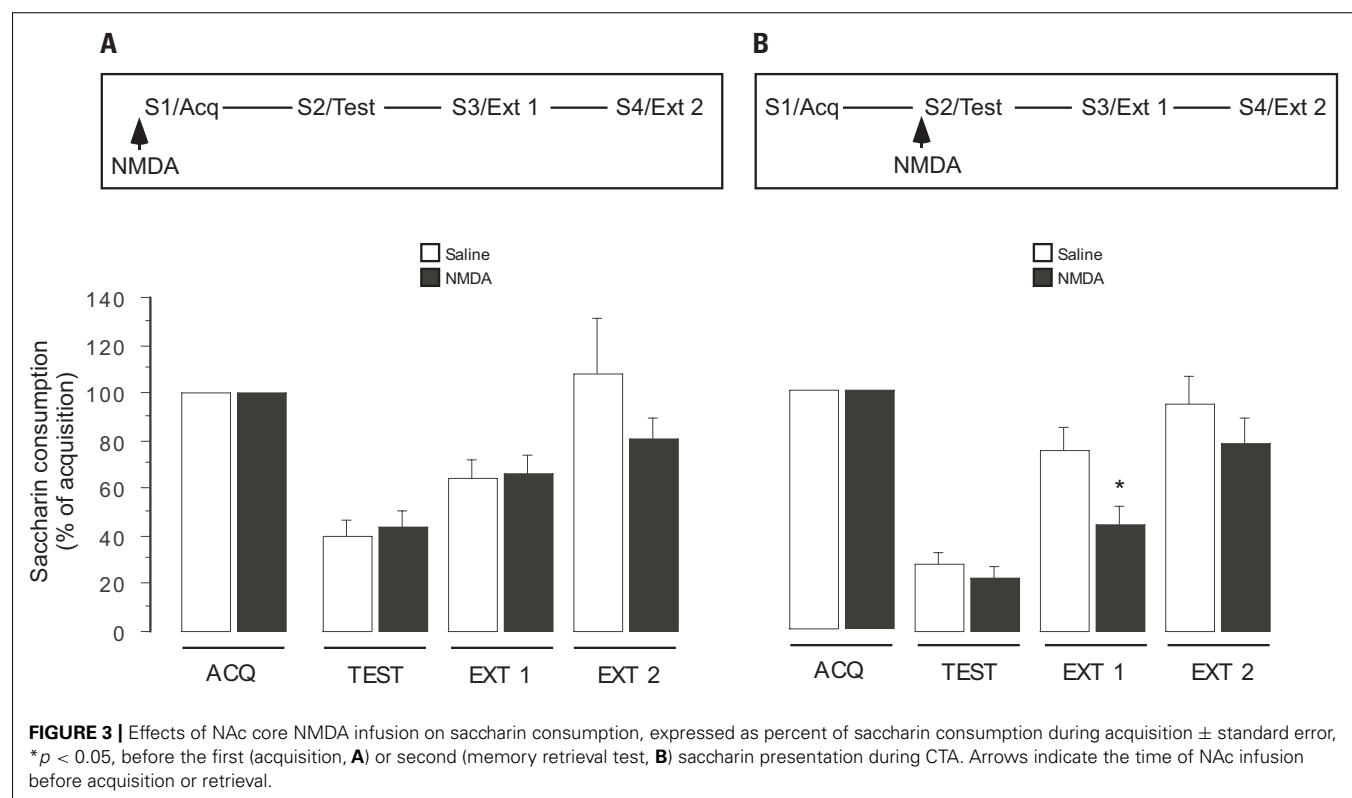 A
S1/Acq S2/Test S3/Ext 1 S4/Ext 2
NMDA
B
S1/Acq S2/Test S3/Ext 1 S4/Ext 2
NMDA
Saline
NMDA
Saccharin consumption
(% of acquisition)
140
120
100
80
60
40
20
0
ACQ TEST EXT 1 EXT 2
Saline
NMDA
*
ACQ TEST EXT 1 EXT 2
FIGURE 3 | Effects of NAc core NMDA infusion on saccharin consumption, expressed as percent of saccharin consumption during acquisition ± standard error,
*p < 0.05, before the first (acquisition, A) or second (memory retrieval test, B) saccharin presentation during CTA. Arrows indicate the time of NAc infusion
before acquisition or retrieval.